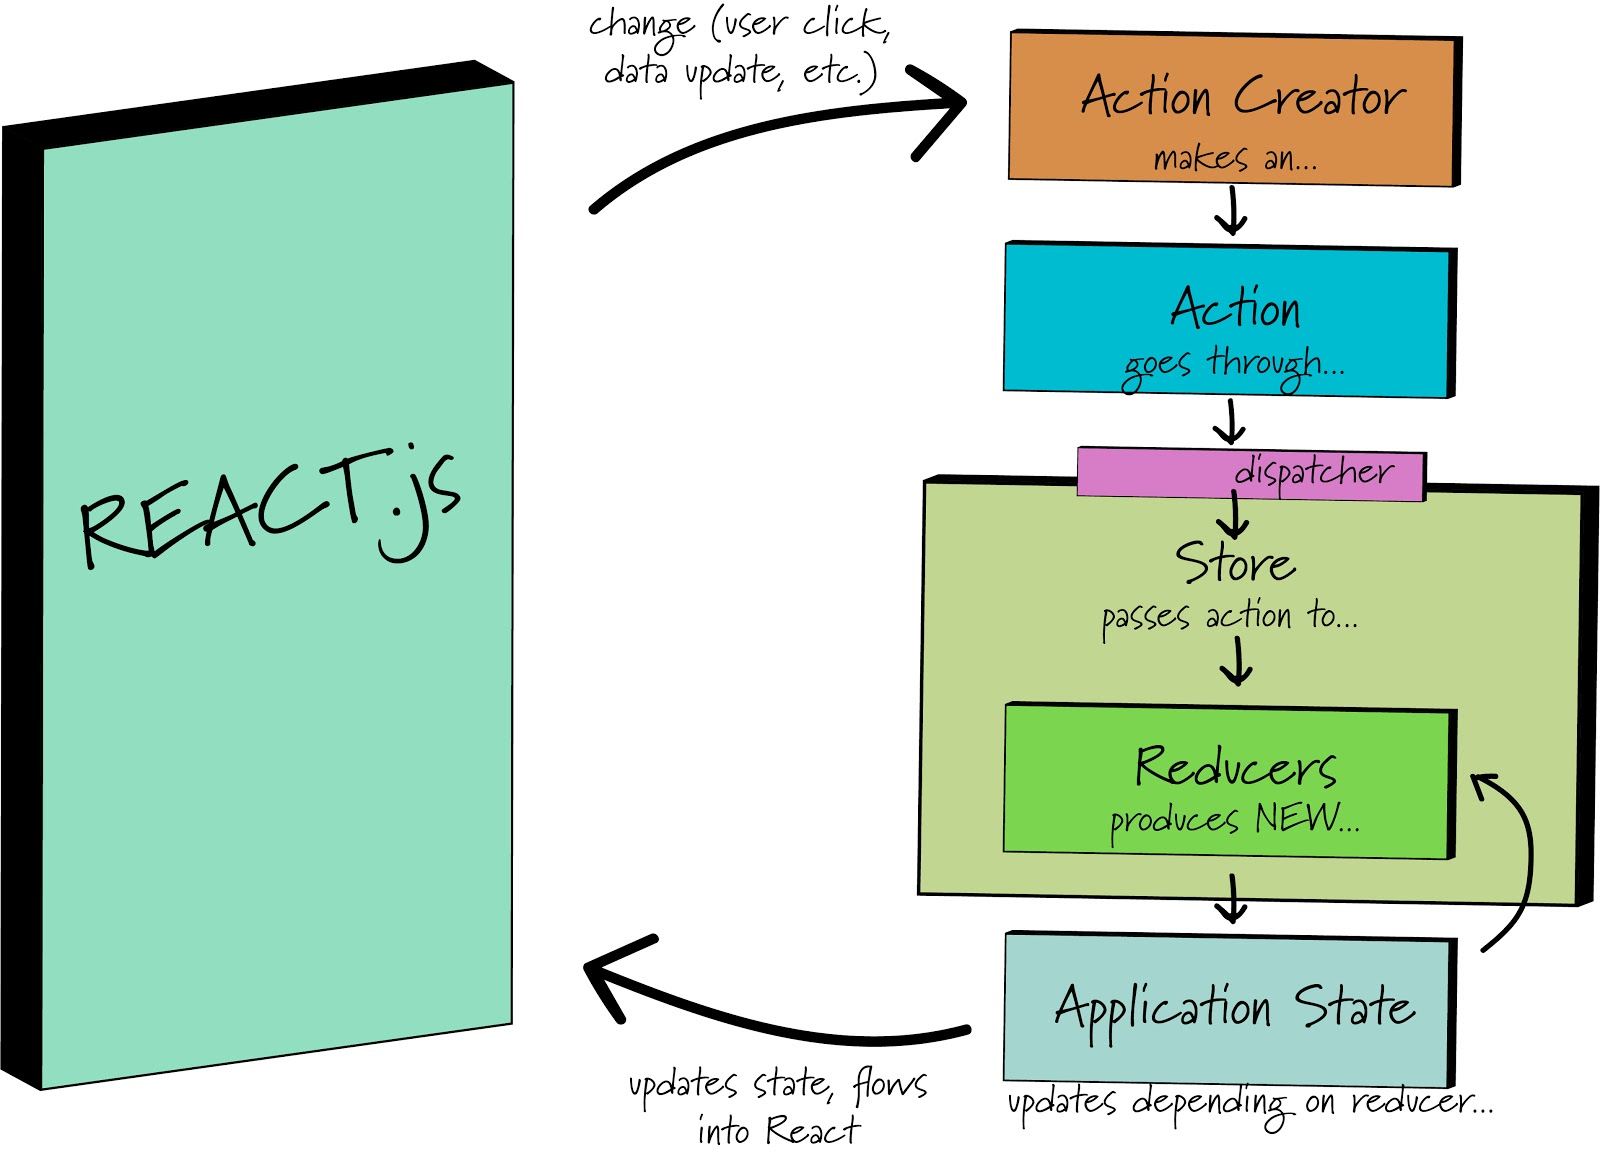 REACT.js
change (user click,
data update, etc.)
Action Creator
makes an...
Action
goes through...
dispatcher
Store
passes action to...
Reducers
produces NEW...
Application State
updates depending on reducer...
updates state, flows
into React